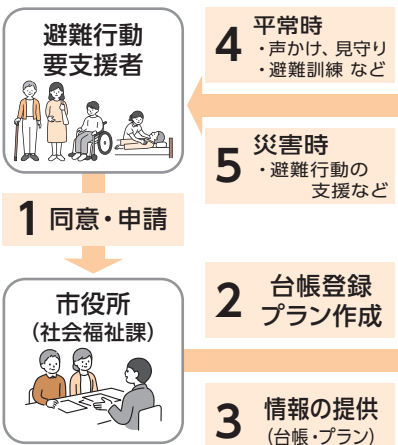 避難行動
要支援者
4 平常時
・声かけ、見守り
・避難訓練 など
5 災害時
・避難行動の
支援など
1 同意・申請
市役所
(社会福祉課)
2 台帳登録
プラン作成
3 情報の提供
(台帳・プラン)